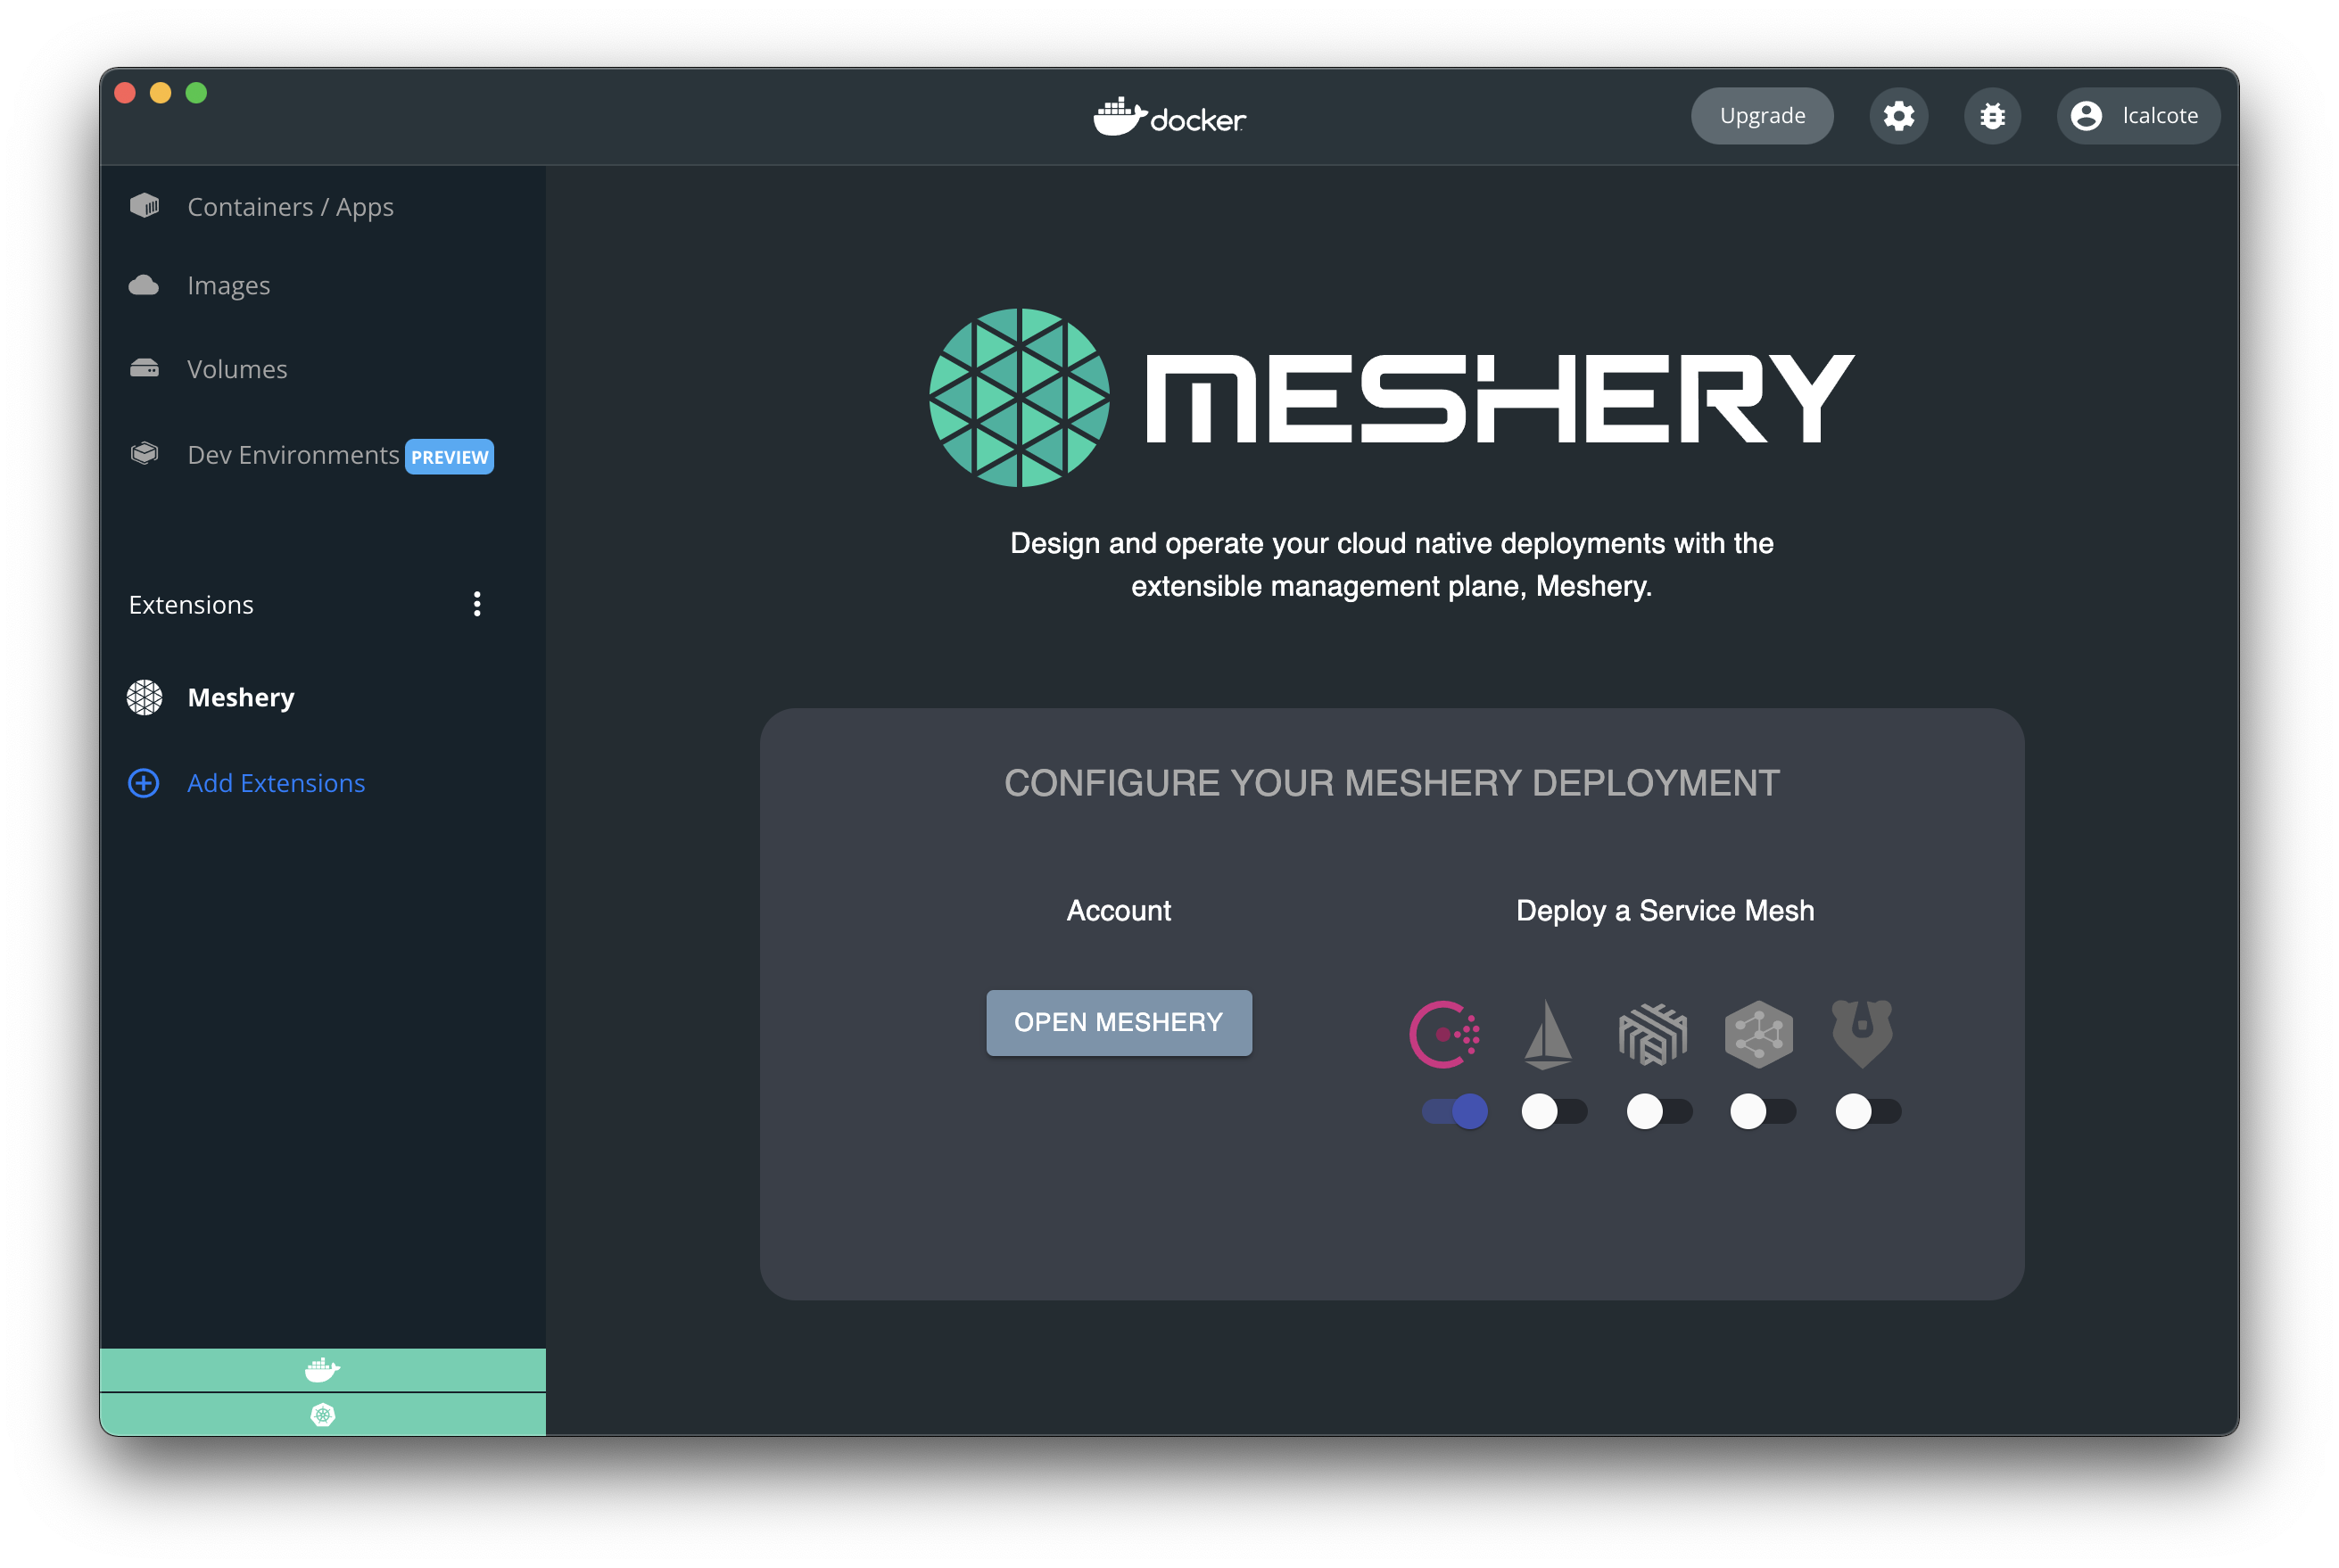 docker
Upgrade
lcalcote
Containers / Apps
Images
Volumes
Dev Environments PREVIEW
Extensions
Meshery
Add Extensions
MESHERY
Design and operate your cloud native deployments with the
extensible management plane, Meshery.
CONFIGURE YOUR MESHERY DEPLOYMENT
Account
Deploy a Service Mesh
OPEN MESHERY